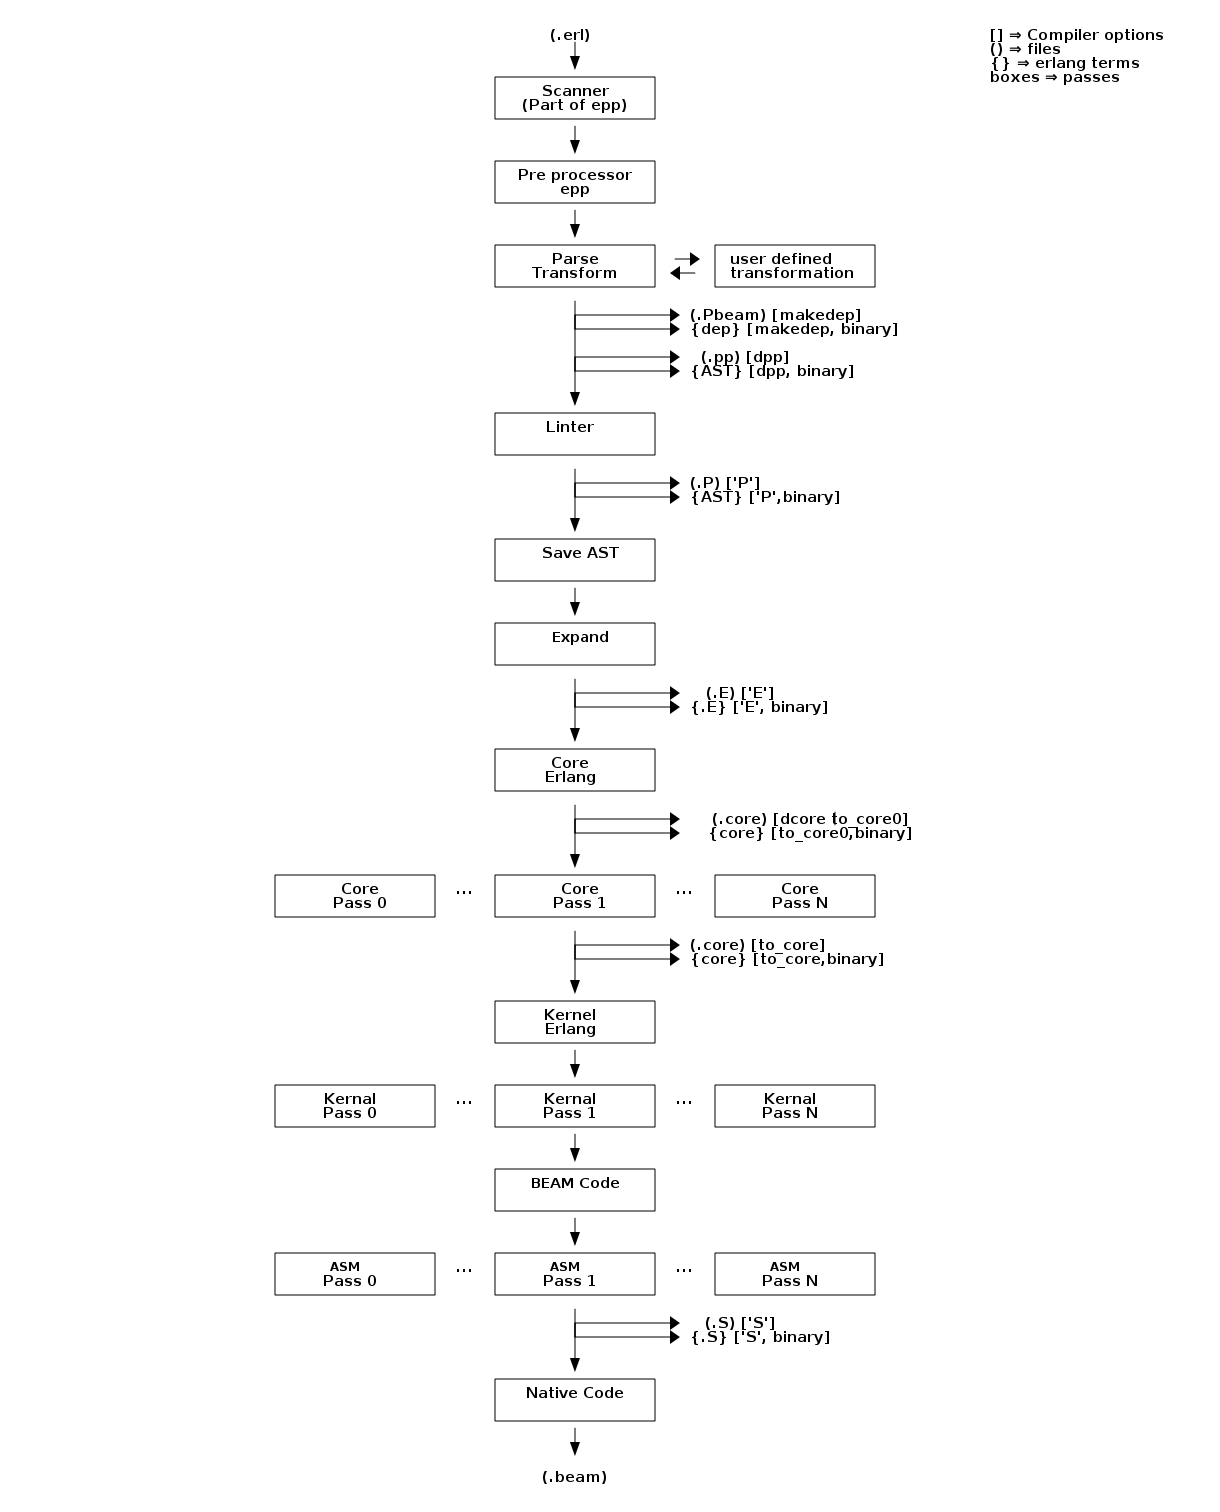 (.erl)
[] ⇒ Compiler options
() ⇒ files
{} ⇒ erlang terms
boxes ⇒ passes
Scanner
(Part of epp)
Pre processor
epp
Parse
Transform
user defined
transformation
(.Pbeam) [makedep]
{dep} [makedep, binary]
(.pp) [dpp]
{AST} [dpp, binary]
Linter
(.P) ['P']
{AST} ['P',binary]
Save AST
Expand
(.E) ['E']
{.E} ['E', binary]
Core
Erlang
(.core) [dcore to_core0]
{core} [to_core0,binary]
Core
Pass 0
...
Core
Pass 1
...
Core
Pass N
(.core) [to_core]
{core} [to_core,binary]
Kernel
Erlang
Kernal
Pass 0
...
Kernal
Pass 1
...
Kernal
Pass N
BEAM Code
ASM
Pass 0
...
ASM
Pass 1
...
ASM
Pass N
(.S) ['S']
{.S} ['S', binary]
Native Code
(.beam)